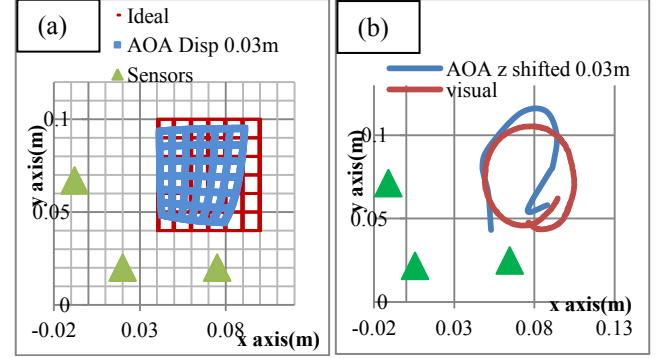 (a)
Ideal
AOA Disp 0.03m
Sensors
y axis(m)
0.1
0.05
0
-0.02 0.03 0.08
x axis(m)
(b)
AOA z shifted 0.03m
visual
y axis(m)
0.1
0.05
0
x axis(m)
-0.02 0.03 0.08 0.13